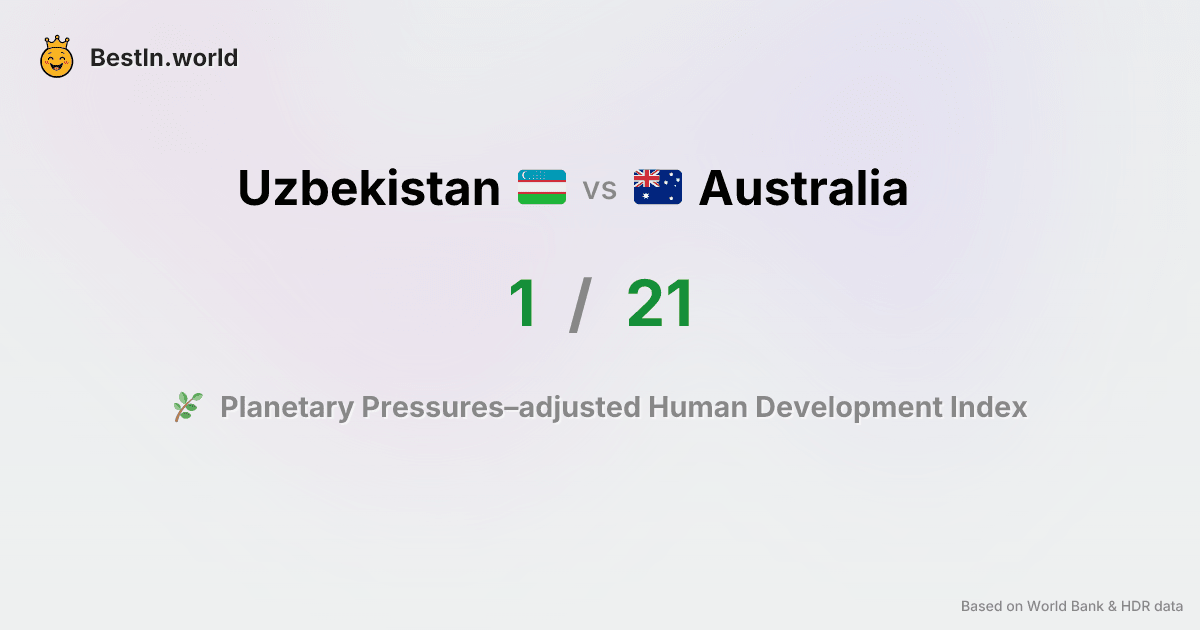 BestIn.world
Uzbekistan vs Australia
1 / 21
Planetary Pressures–adjusted Human Development Index
Based on World Bank & HDR data